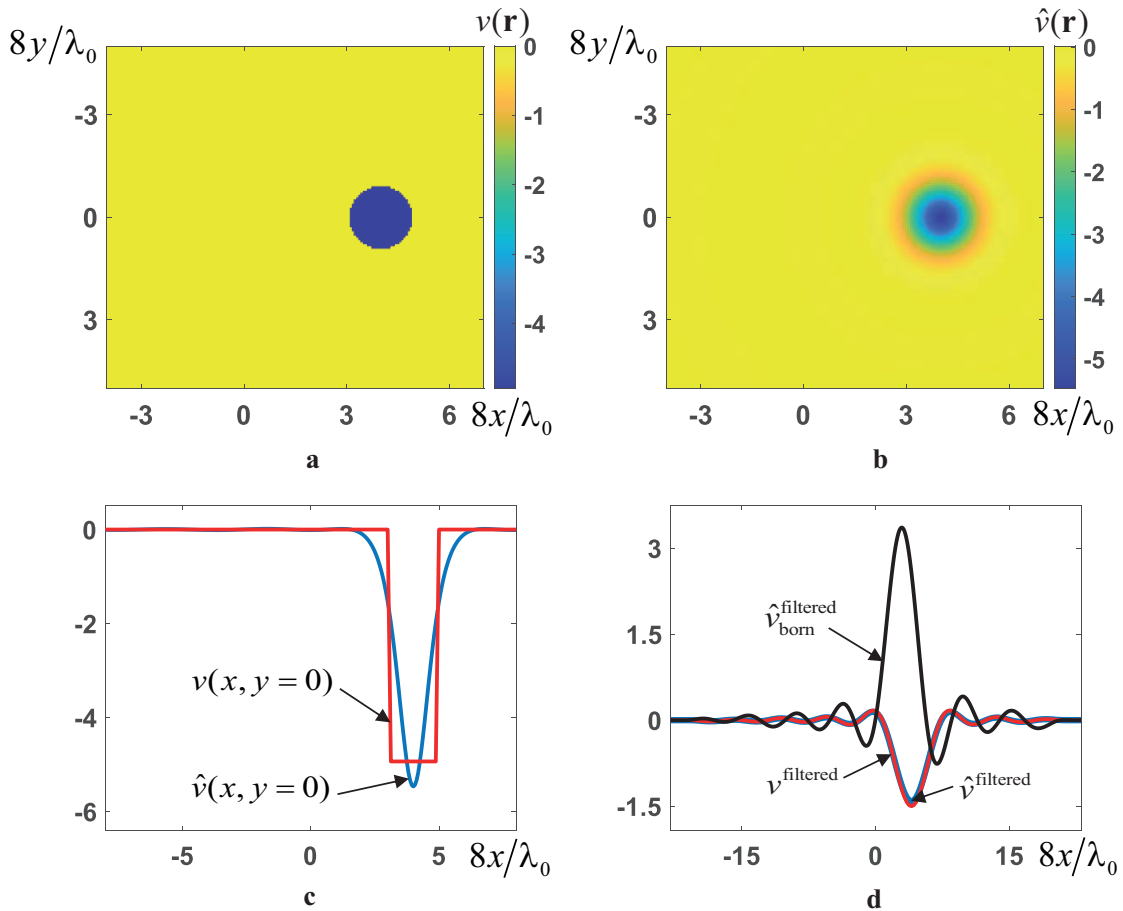 8y/λ₀
v(r)
0
-1
-2
-3
-4
-3
0
3
-3 0 3 6 8x/λ₀
a
8y/λ₀
v̂(r)
0
-1
-2
-3
-4
-5
-3
0
3
-3 0 3 6 8x/λ₀
b
0
-2
-4
-6
v(x, y = 0)
v̂(x, y = 0)
-5 0 5 8x/λ₀
c
3
1.5
0
-1.5
v̂ filtered born
v filtered
v̂ filtered
-15 0 15 8x/λ₀
d